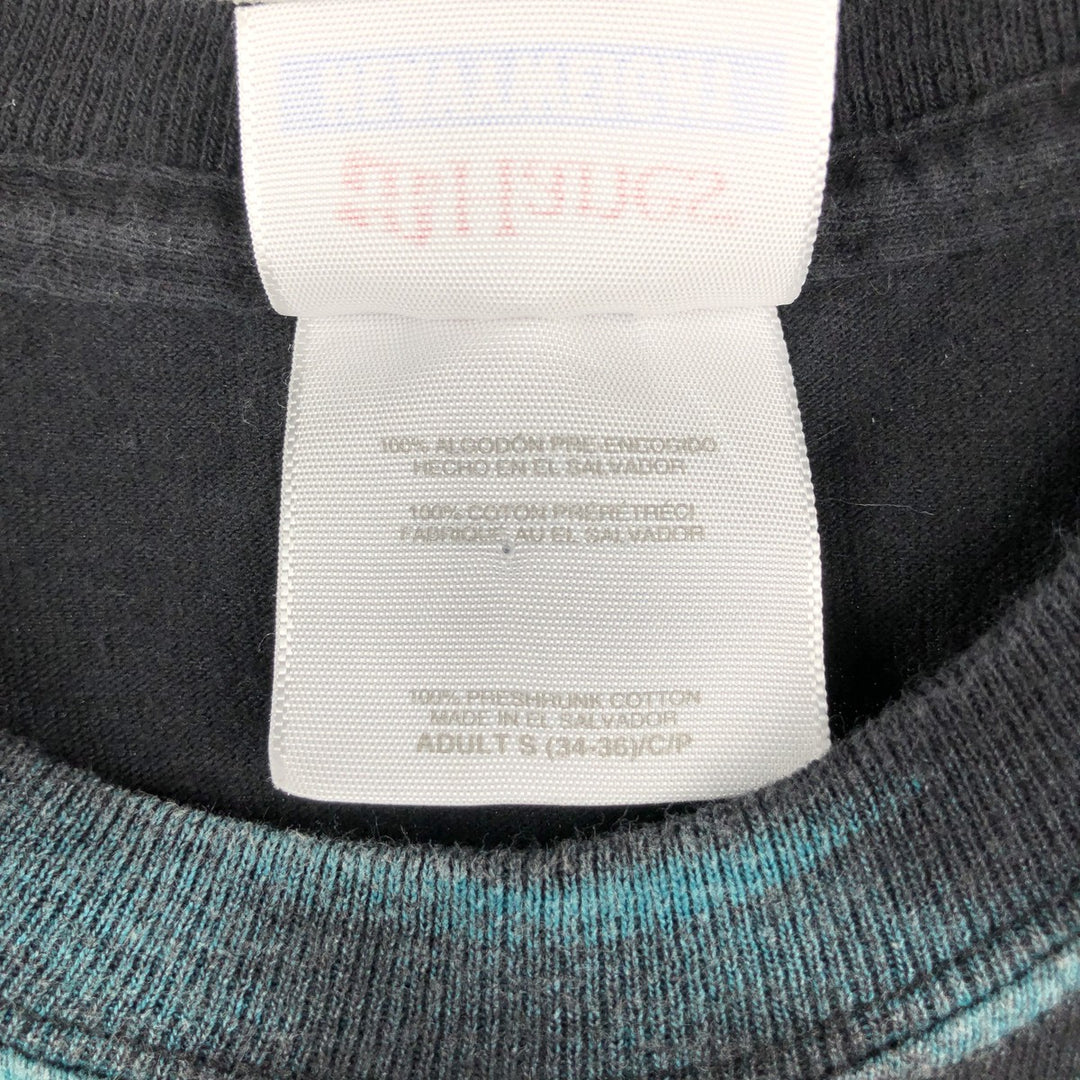 100% ALGODÓN PRE-ENCOGIDO
HECHO EN EL SALVADOR
100% COTON PRÉRÉTRÉCI
FABRIQUÉ AU EL SALVADOR
100% PRESHRUNK COTTON
MADE IN EL SALVADOR
ADULT S (34-36)/C/P